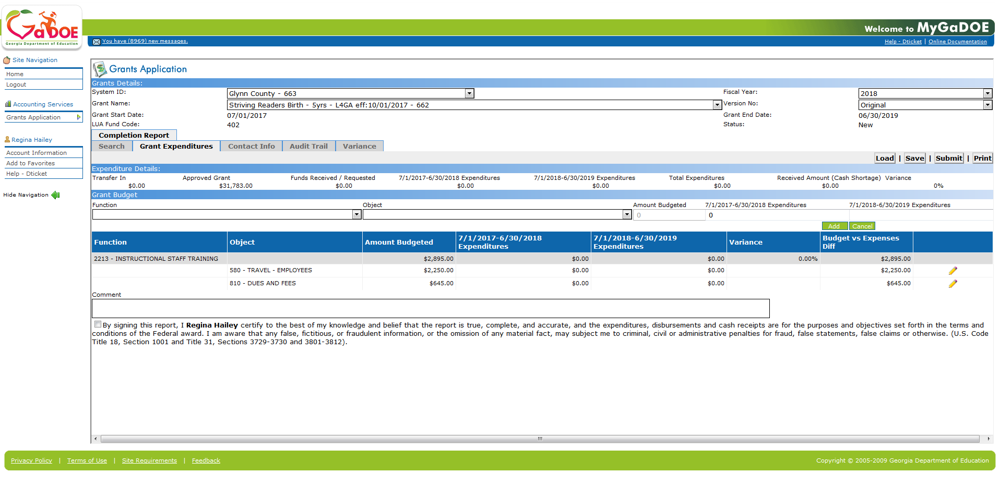 GaDOE
Georgia Department of Education
Welcome to MyGaDOE
You have (8969) new messages.
Help - Dticket | Online Documentation
Site Navigation
Home
Logout
Accounting Services
Grants Application
Regina Hailey
Account Information
Add to Favorites
Help - Dticket
Hide Navigation
Grants Application
Grants Details:
System ID: Glynn County - 663 Fiscal Year: 2018
Grant Name: Striving Readers Birth - 5yrs - L4GA eff:10/01/2017 - 662 Version No: Original
Grant Start Date: 07/01/2017 Grant End Date: 06/30/2019
LUA Fund Code: 402 Status: New
Completion Report
Search Grant Expenditures Contact Info Audit Trail Variance
Load | Save | Submit | Print
Expenditure Details:
Transfer In Approved Grant Funds Received / Requested 7/1/2017-6/30/2018 Expenditures 7/1/2018-6/30/2019 Expenditures Total Expenditures Received Amount (Cash Shortage) Variance
$0.00 $31,783.00 $0.00 $0.00 $0.00 $0.00 $0.00 0%
Grant Budget
Function Object Amount Budgeted 7/1/2017-6/30/2018 Expenditures 7/1/2018-6/30/2019 Expenditures
0 0
Add Cancel
Function Object Amount Budgeted 7/1/2017-6/30/2018 Expenditures 7/1/2018-6/30/2019 Expenditures Variance Budget vs Expenses Diff
2213 - INSTRUCTIONAL STAFF TRAINING $2,895.00 $0.00 $0.00 0.00% $2,895.00
580 - TRAVEL - EMPLOYEES $2,250.00 $0.00 $0.00 $2,250.00
810 - DUES AND FEES $645.00 $0.00 $0.00 $645.00
Comment
By signing this report, I Regina Hailey certify to the best of my knowledge and belief that the report is true, complete, and accurate, and the expenditures, disbursements and cash receipts are for the purposes and objectives set forth in the terms and
conditions of the Federal award. I am aware that any false, fictitious, or fraudulent information, or the omission of any material fact, may subject me to criminal, civil or administrative penalties for fraud, false statements, false claims or otherwise. (U.S. Code
Title 18, Section 1001 and Title 31, Sections 3729-3730 and 3801-3812).
Privacy Policy | Terms of Use | Site Requirements | Feedback
Copyright © 2005-2009 Georgia Department of Education